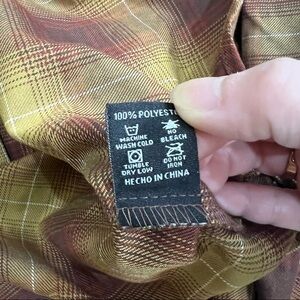 100% POLYEST
MACHINE WASH COLD
NO BLEACH
TUMBLE DRY LOW
DO NOT IRON
HECHO IN CHINA